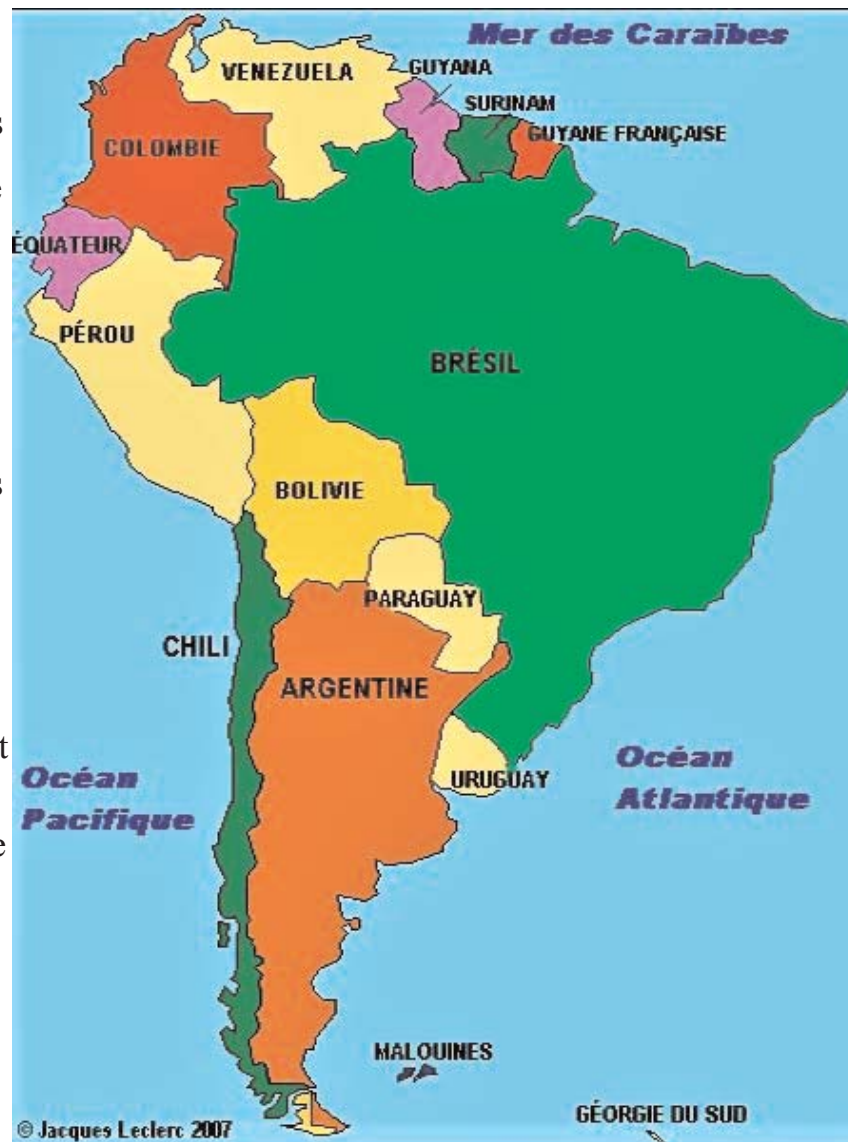 Mer des Caraïbes
VENEZUELA
GUYANA
SURINAM
GUYANE FRANÇAISE
COLOMBIE
ÉQUATEUR
PÉROU
BRÉSIL
BOLIVIE
PARAGUAY
CHILI
ARGENTINE
URUGUAY
Océan
Pacifique
Océan
Atlantique
MALOUINES
GÉORGIE DU SUD
© Jacques Leclerc 2007